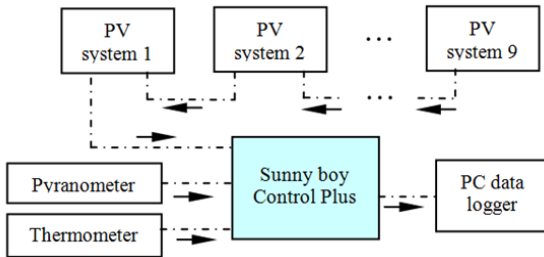 PV
system 1
PV
system 2
...
PV
system 9
...
Pyranometer
Thermometer
Sunny boy
Control Plus
PC data
logger